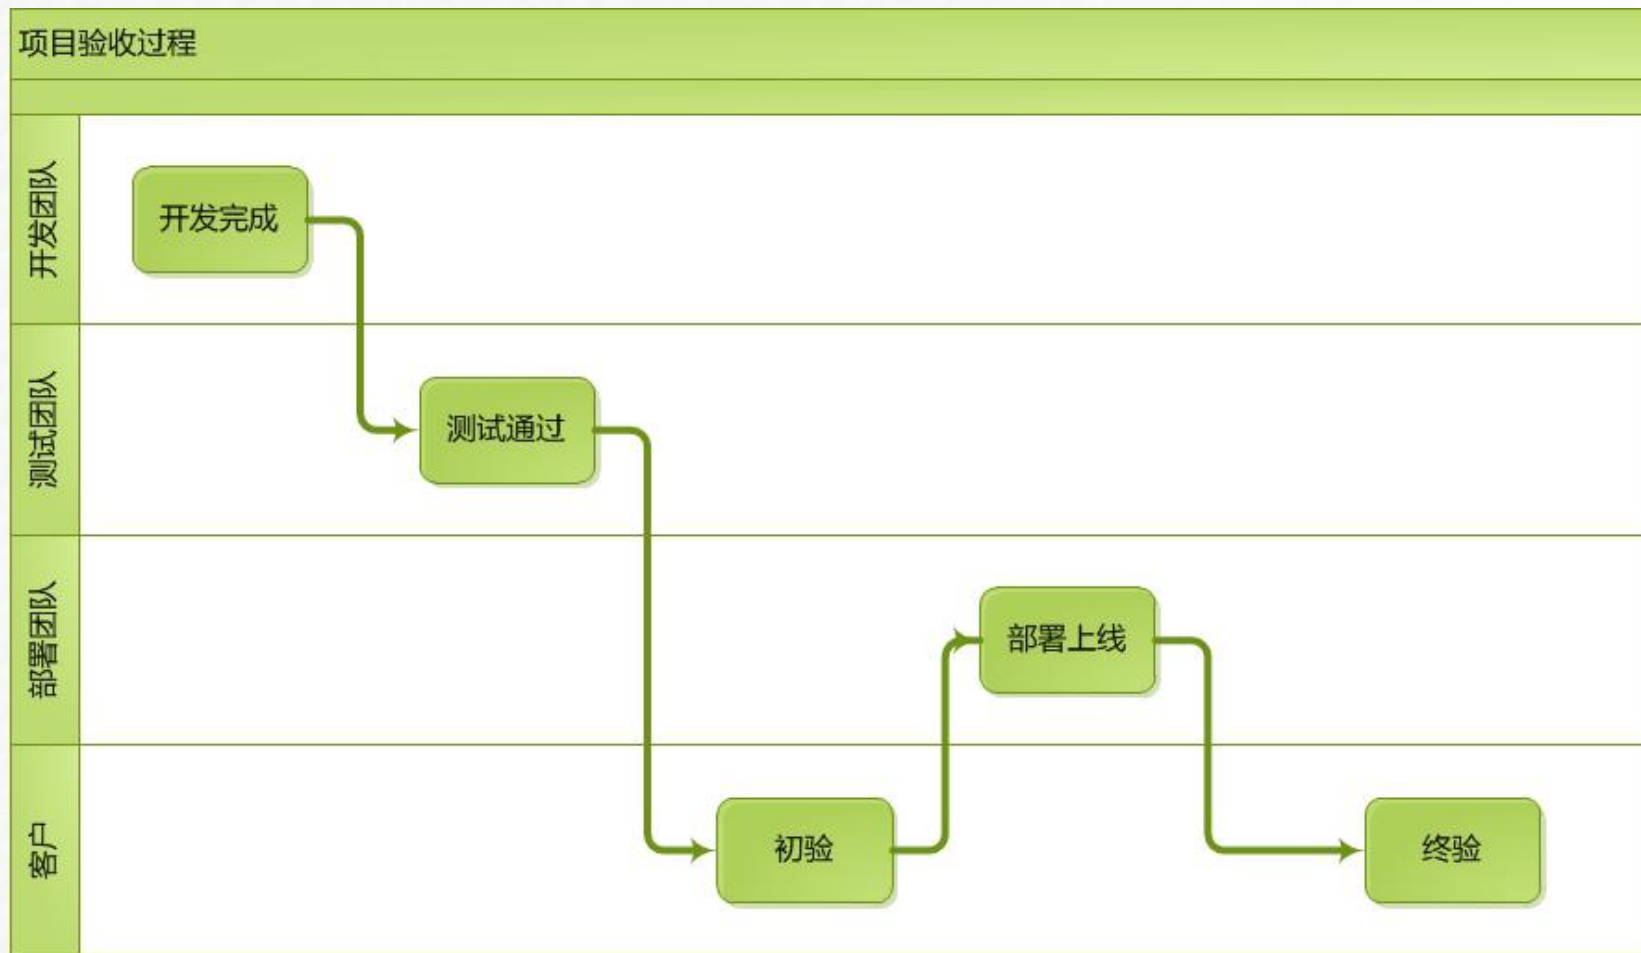 项目验收过程
开发团队
开发完成
测试团队
测试通过
部署团队
部署上线
客户
初验
终验